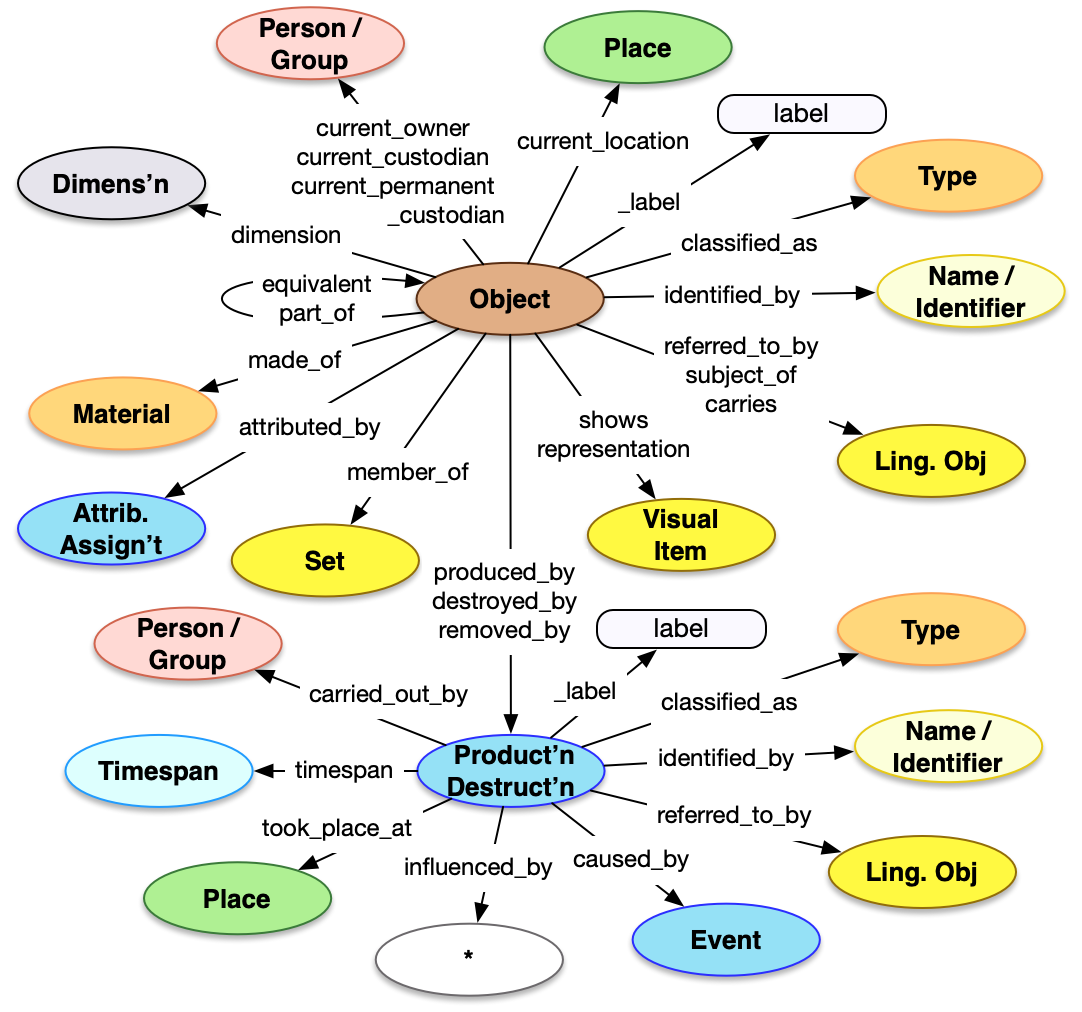 Person /
Group
Place
label
current_owner
current_custodian
current_permanent
_custodian
current_location
Dimens’n
Type
_label
dimension
classified_as
equivalent
part_of
Object
identified_by
Name /
Identifier
made_of
referred_to_by
subject_of
carries
Material
attributed_by
shows
representation
member_of
Ling. Obj
Attrib.
Assign’t
Set
Visual
Item
produced_by
destroyed_by
removed_by
Person /
Group
label
Type
carried_out_by
_label
classified_as
Timespan
timespan
Product’n
Destruct’n
identified_by
Name /
Identifier
took_place_at
referred_to_by
influenced_by
caused_by
Place
Ling. Obj
*
Event